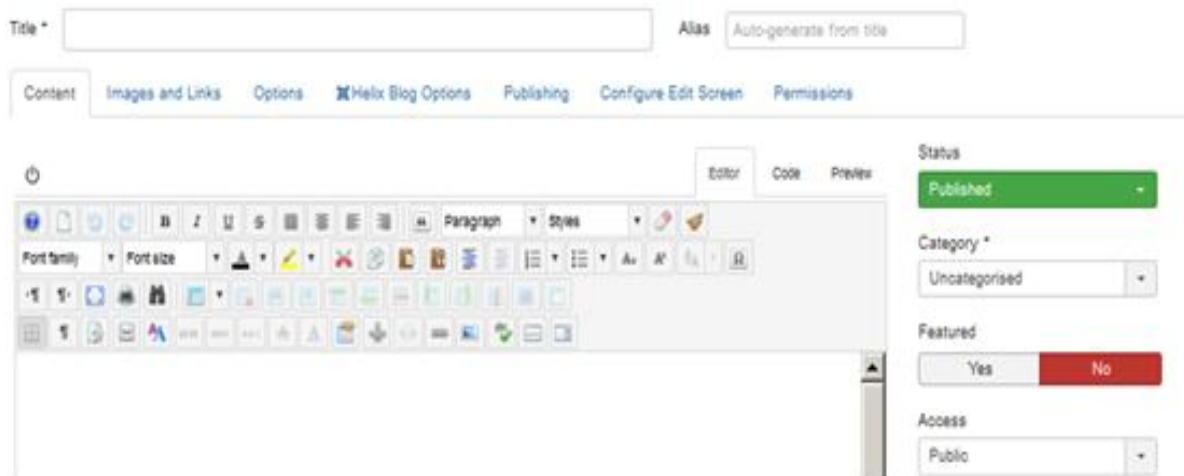 Title * Alias Auto-generate from title
Content Images and Links Options Helix Blog Options Publishing Configure Edit Screen Permissions
Editor Code Preview
B I U S Paragraph Styles
Font family Font size
Status
Published
Category *
Uncategorised
Featured
Yes No
Access
Public